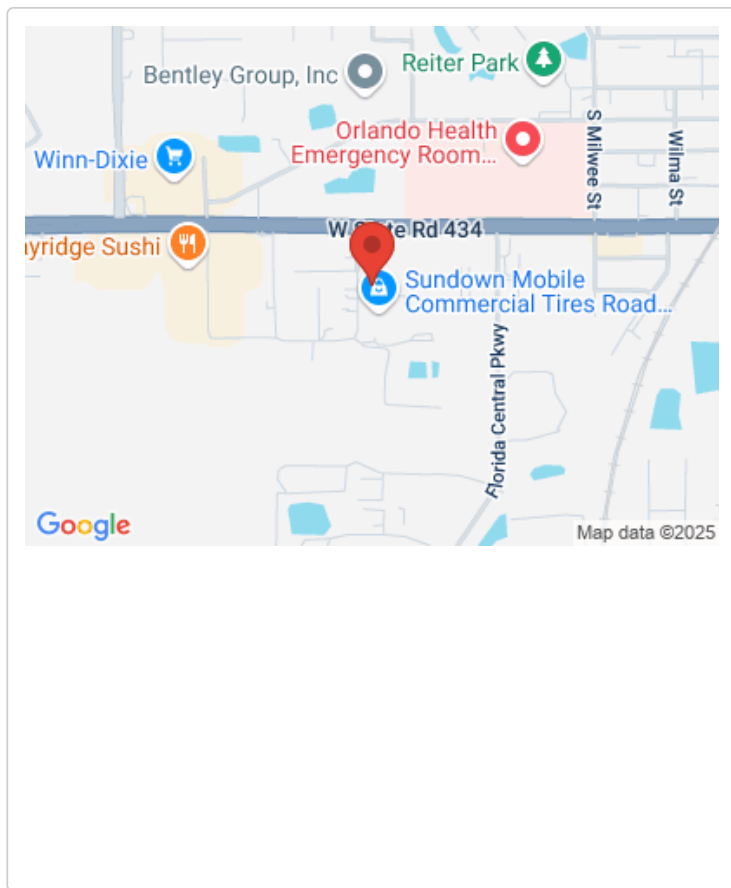 Reiter Park
Bentley Group, Inc
Orlando Health
Emergency Room...
S Milwee St
Wilma St
Winn-Dixie
W State Rd 434
yridge Sushi
Sundown Mobile
Commercial Tires Road...
Florida Central Pkwy
Google
Map data ©2025